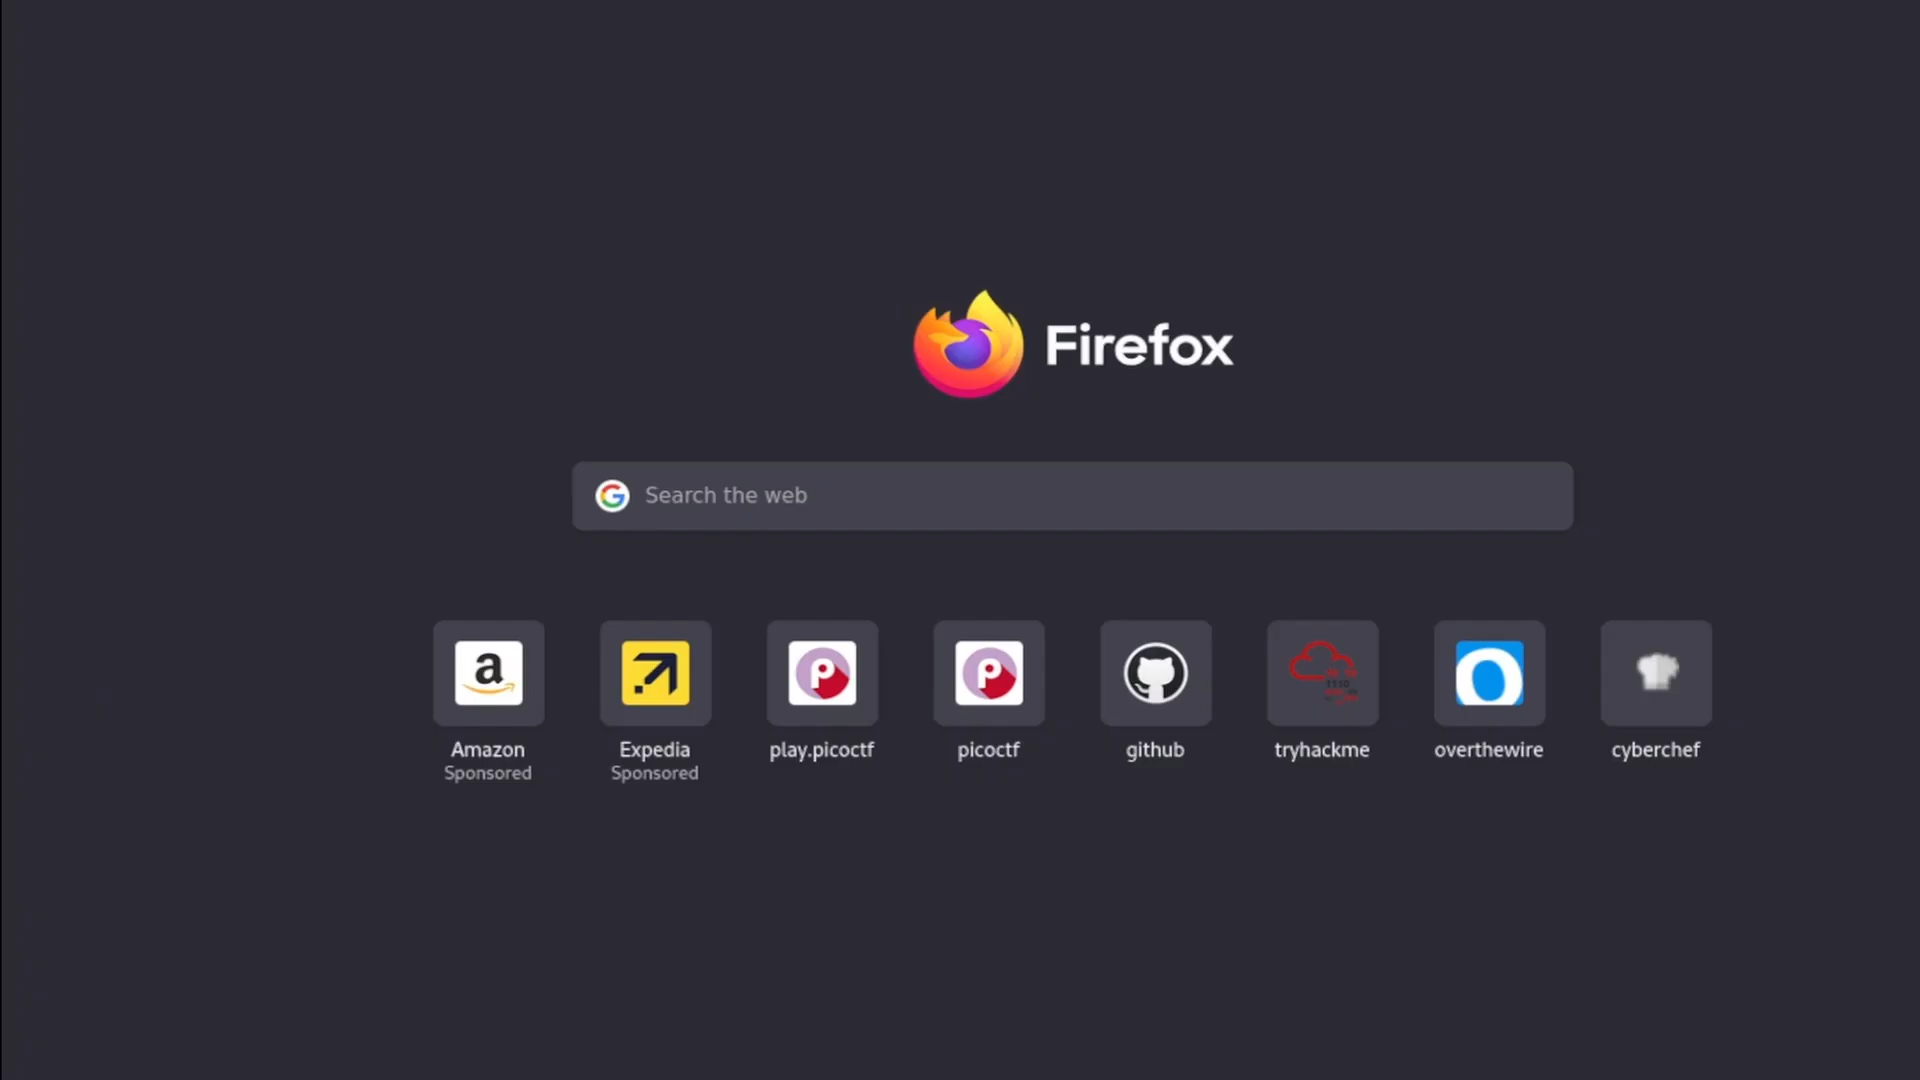 Firefox
Search the web
Amazon
Sponsored
Expedia
Sponsored
play.picoctf
picoctf
github
tryhackme
overthewire
cyberchef